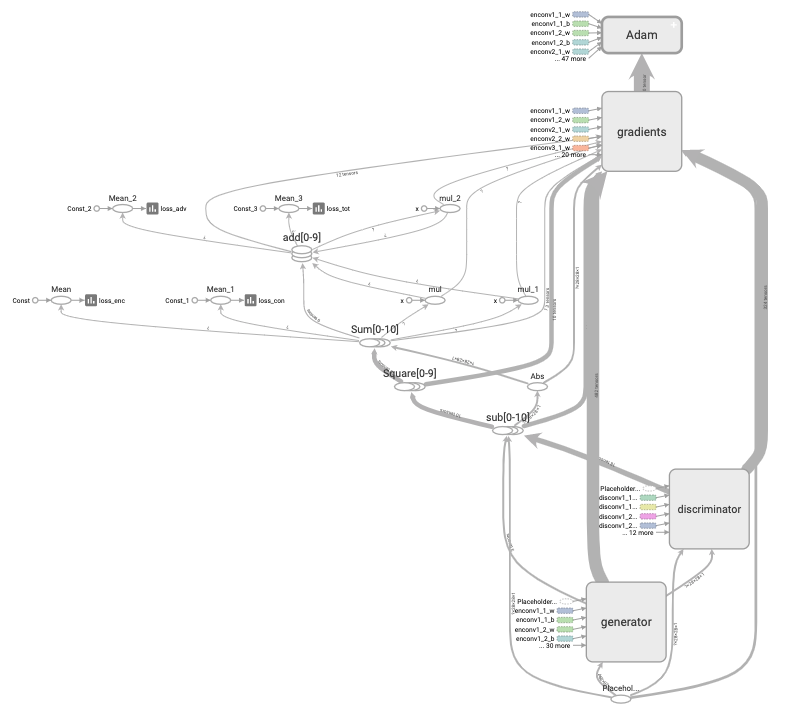 enconv1_1_w
enconv1_1_b
enconv1_2_w
enconv1_2_b
enconv2_1_w
... 47 more
Adam
enconv1_1_w
enconv1_2_w
enconv2_1_w
enconv2_2_w
enconv3_1_w
... 20 more
gradients
12 tensors
Mean_2
Const_2
loss_adv
Mean_3
Const_3
loss_tot
mul_2
x
add[0-9]
Mean
Const
loss_enc
Mean_1
Const_1
loss_con
mul
x
mul_1
x
Sum[0-10]
Square[0-9]
Abs
sub[0-10]
Placeholder...
disconv1_1...
disconv1_1...
disconv1_2...
disconv1_2...
... 12 more
discriminator
Placeholder...
enconv1_1_w
enconv1_1_b
enconv1_2_w
enconv1_2_b
... 30 more
generator
Placehol...